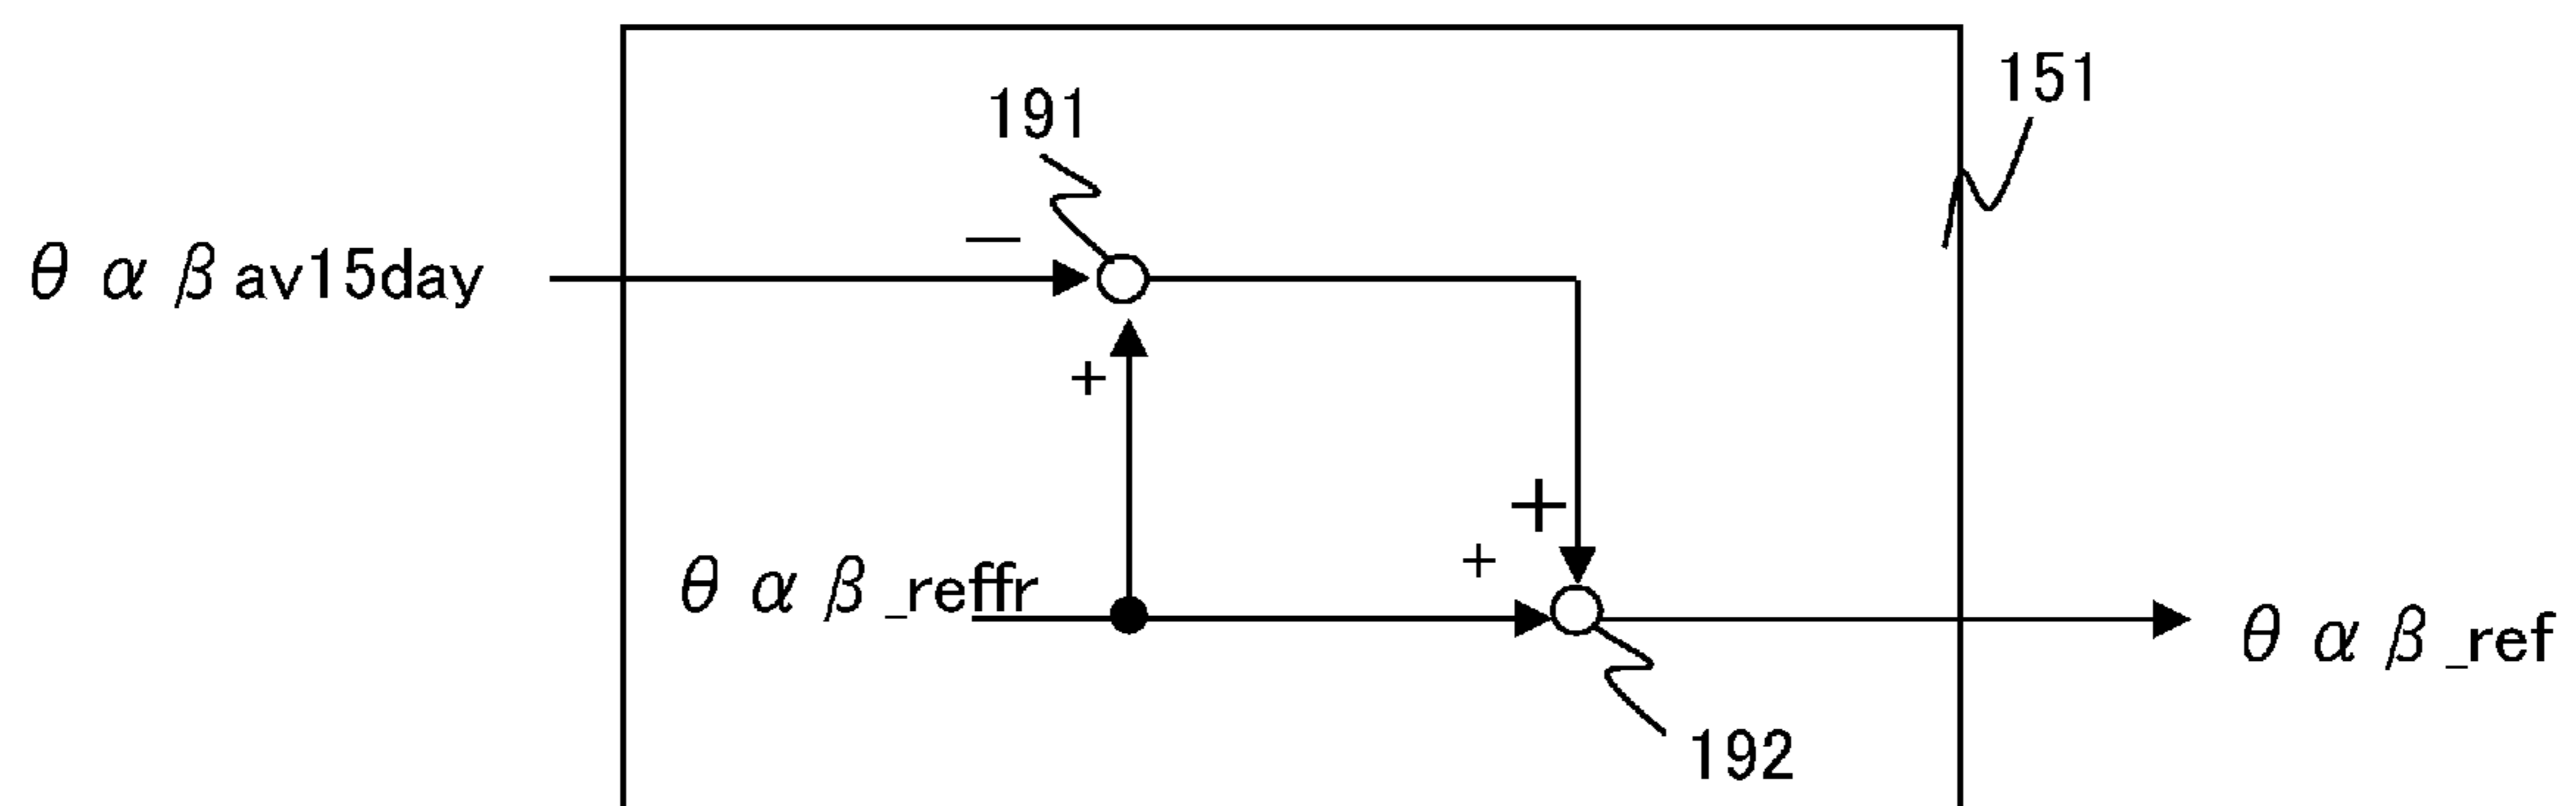 151
191
—
θ α β av15day
+
+
+
θ α β _reffr
θ α β _ref
192